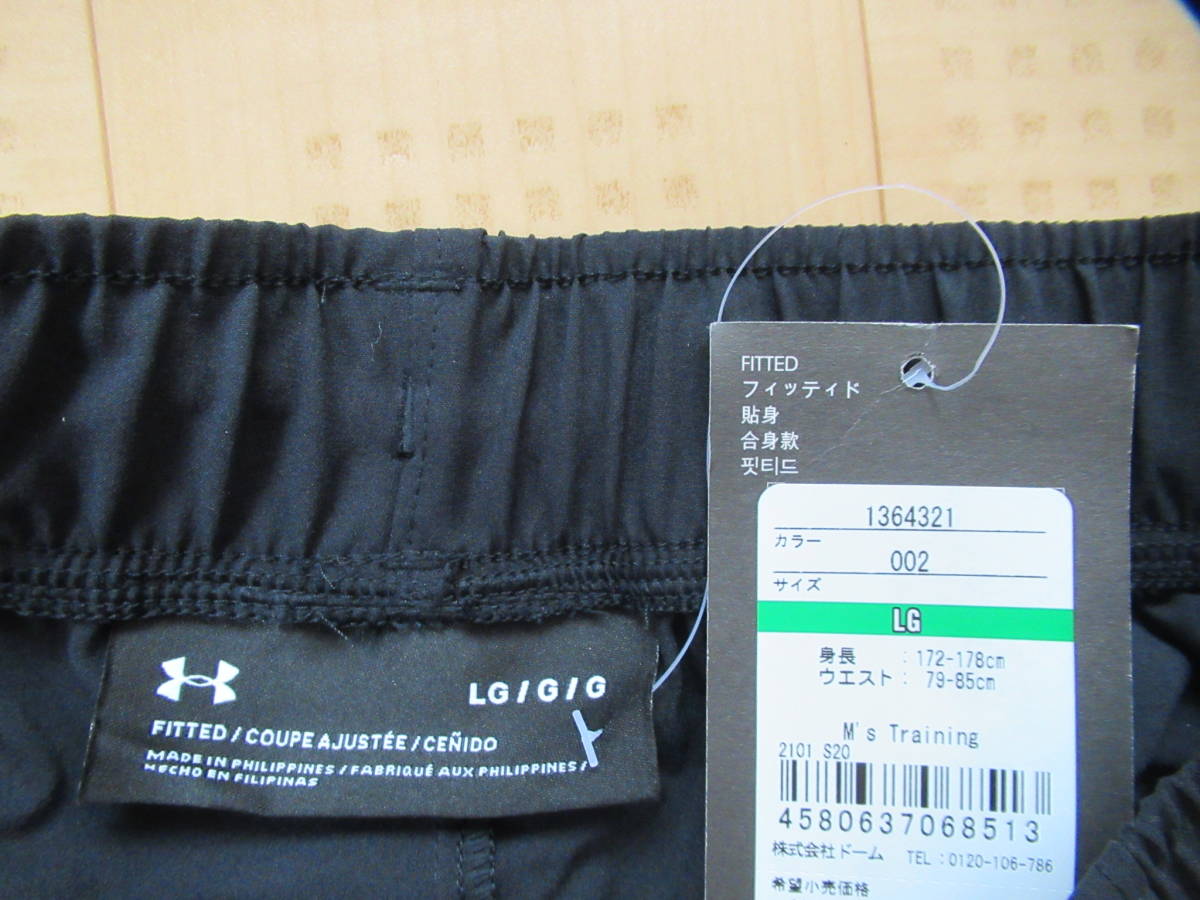 FITTED
フィッティド
貼身
合身款
핏티드
1364321
カラー
002
サイズ
LG
身長 :172-178cm
ウエスト: 79-85cm
M's Training
2101 S20
4580637068513
株式会社ドーム TEL:0120-106-786
希望小売価格
LG/G/G
FITTED/COUPE AJUSTÉE/CEÑIDO
MADE IN PHILIPPINES/FABRIQUÉ AUX PHILIPPINES/
HECHO EN FILIPINAS